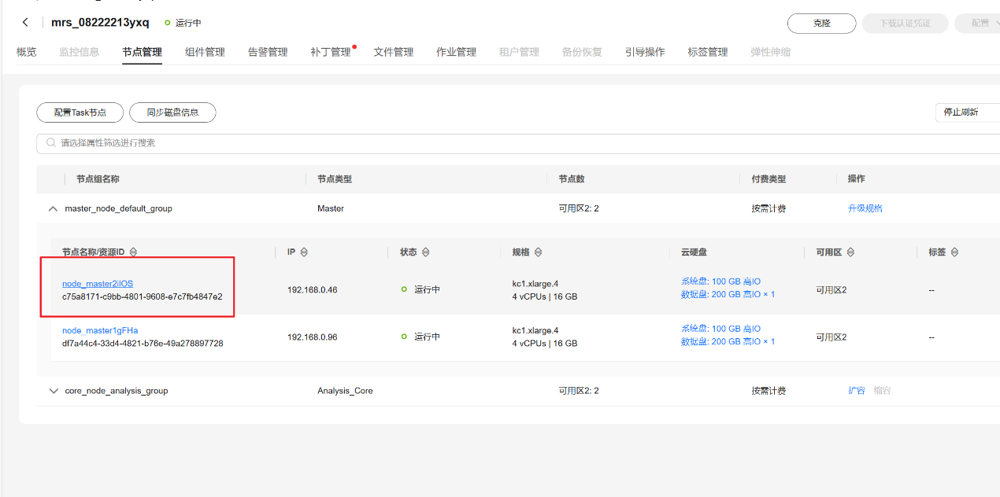 mrs_08222213yxq 运行中 克隆 下载认证凭证 配置
概览 监控信息 节点管理 组件管理 告警管理 补丁管理 文件管理 作业管理 租户管理 备份恢复 引导操作 标签管理 弹性伸缩
配置Task节点 同步磁盘信息 停止刷新
请选择属性筛选进行搜索
节点组名称 节点类型 节点数 付费类型 操作
master_node_default_group Master 可用区2: 2 按需计费 升级规格
节点名称/资源ID IP 状态 规格 云硬盘 可用区 标签
node_master2iIOS 192.168.0.46 运行中 kc1.xlarge.4 系统盘: 100 GB 高IO 可用区2 --
c75a8171-c9bb-4801-9608-e7c7fb4847e2 4 vCPUs | 16 GB 数据盘: 200 GB 高IO × 1
node_master1gFHa 192.168.0.96 运行中 kc1.xlarge.4 系统盘: 100 GB 高IO 可用区2 --
df7a44c4-33d4-4821-b76e-49a278897728 4 vCPUs | 16 GB 数据盘: 200 GB 高IO × 1
core_node_analysis_group Analysis_Core 可用区2: 2 按需计费 扩容 缩容